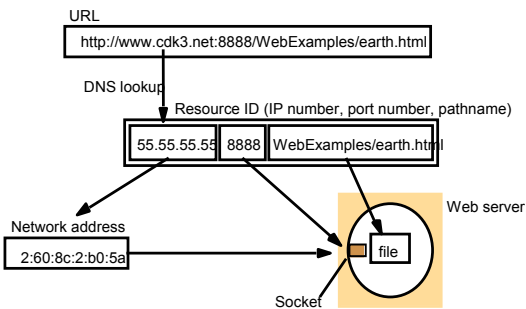 URL
http://www.cdk3.net:8888/WebExamples/earth.html
DNS lookup
Resource ID (IP number, port number, pathname)
55.55.55.55 8888 WebExamples/earth.html
Web server
Network address
2:60:8c:2:b0:5a
file
Socket